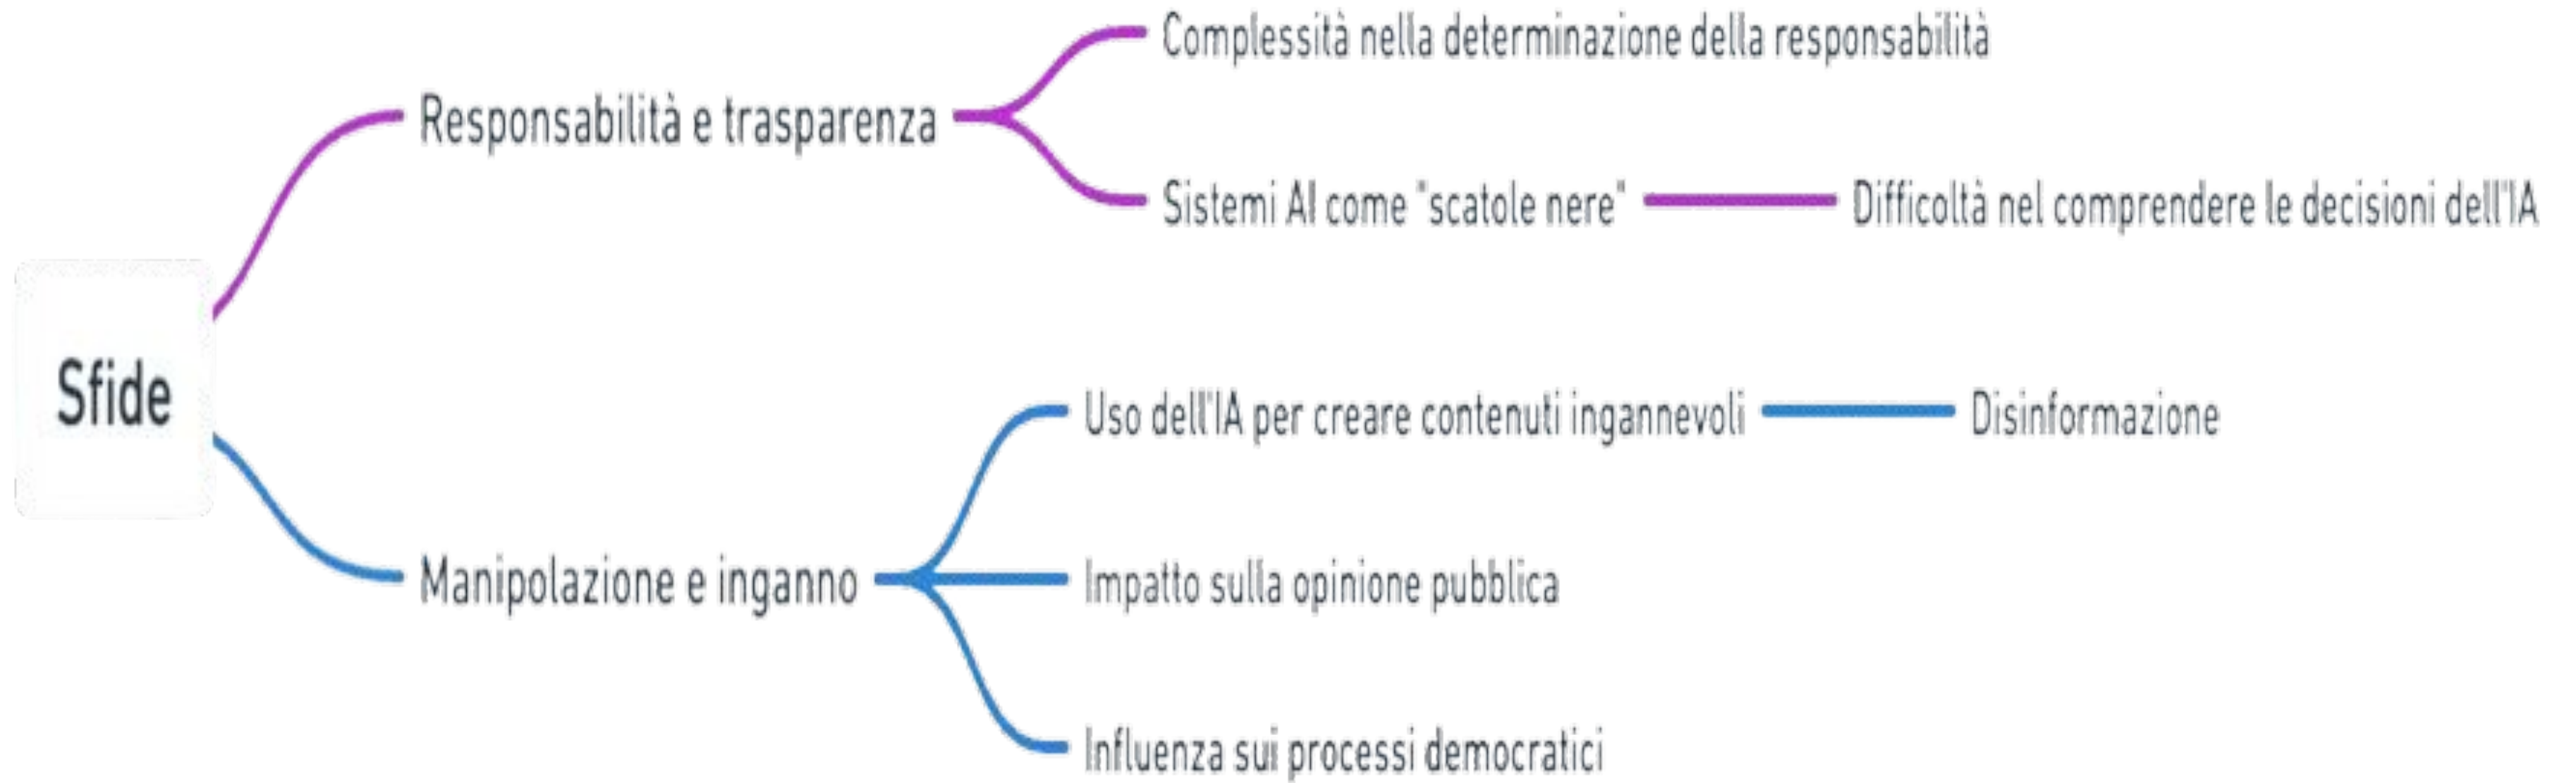 Sfide
Responsabilità e trasparenza
Complessità nella determinazione della responsabilità
Sistemi AI come "scatole nere"
Difficoltà nel comprendere le decisioni dell'IA
Manipolazione e inganno
Uso dell'IA per creare contenuti ingannevoli
Disinformazione
Impatto sulla opinione pubblica
Influenza sui processi democratici